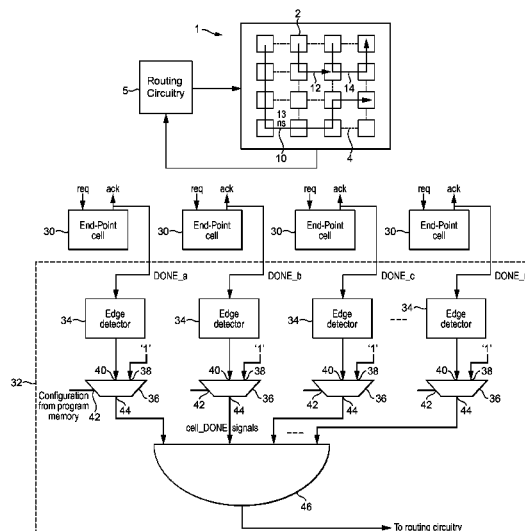 1
2
5
Routing
Circuitry
12
14
13
ns
10
4
req
ack
req
ack
req
ack
req
ack
End-Point
cell
End-Point
cell
End-Point
cell
End-Point
cell
30
30
30
30
DONE_a
DONE_b
DONE_c
34
Edge
detector
34
Edge
detector
34
Edge
detector
34
Edge
detector
32
'1'
'1'
'1'
'1'
40
38
40
38
40
38
40
38
36
36
36
36
Configuration
from program
memory
42
44
42
44
42
44
42
44
cell_DONE_signals
46
To routing circuitry